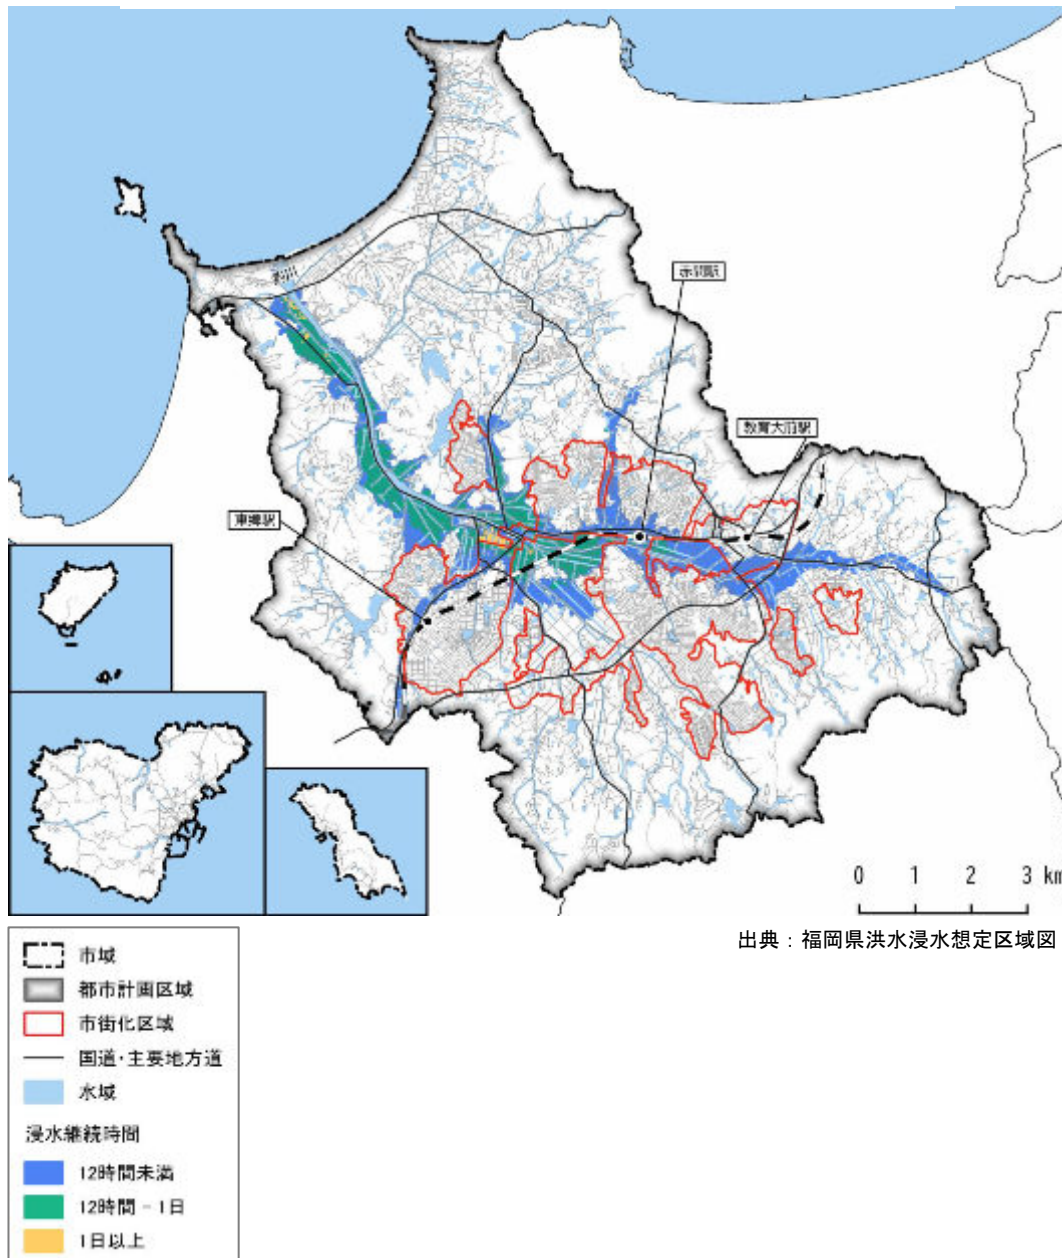 赤間駅
教育大前駅
東郷駅
0 1 2 3 km
出典：福岡県洪水浸水想定区域図
市域
都市計画区域
市街化区域
国道・主要地方道
水域
浸水継続時間
12時間未満
12時間 - 1日
1日以上